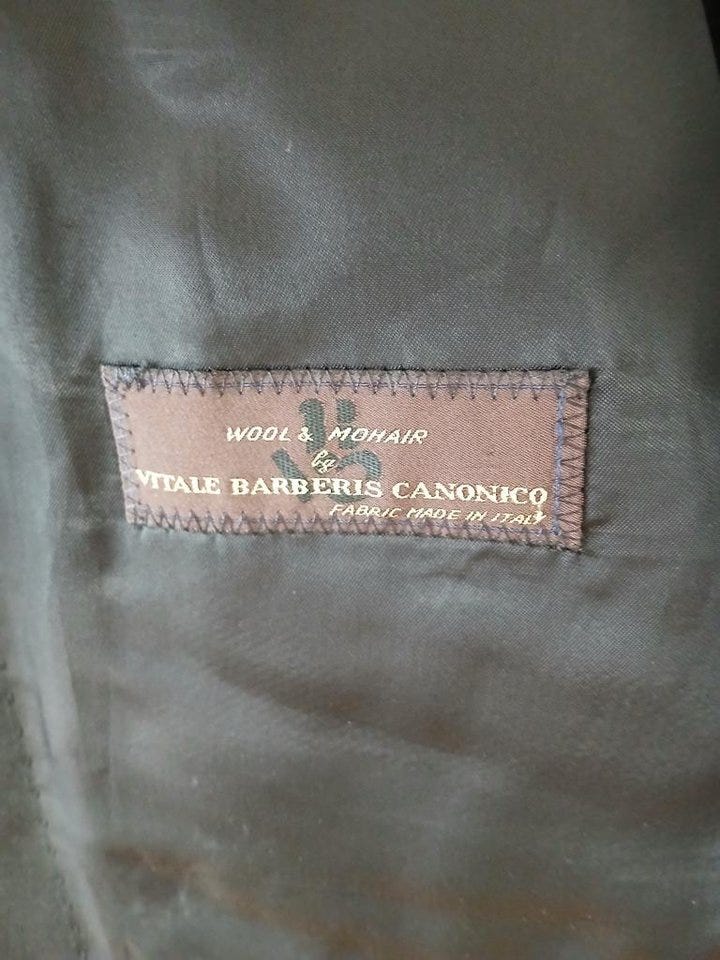 WOOL & MOHAIR
by
VITALE BARBERIS CANONICO
FABRIC MADE IN ITALY